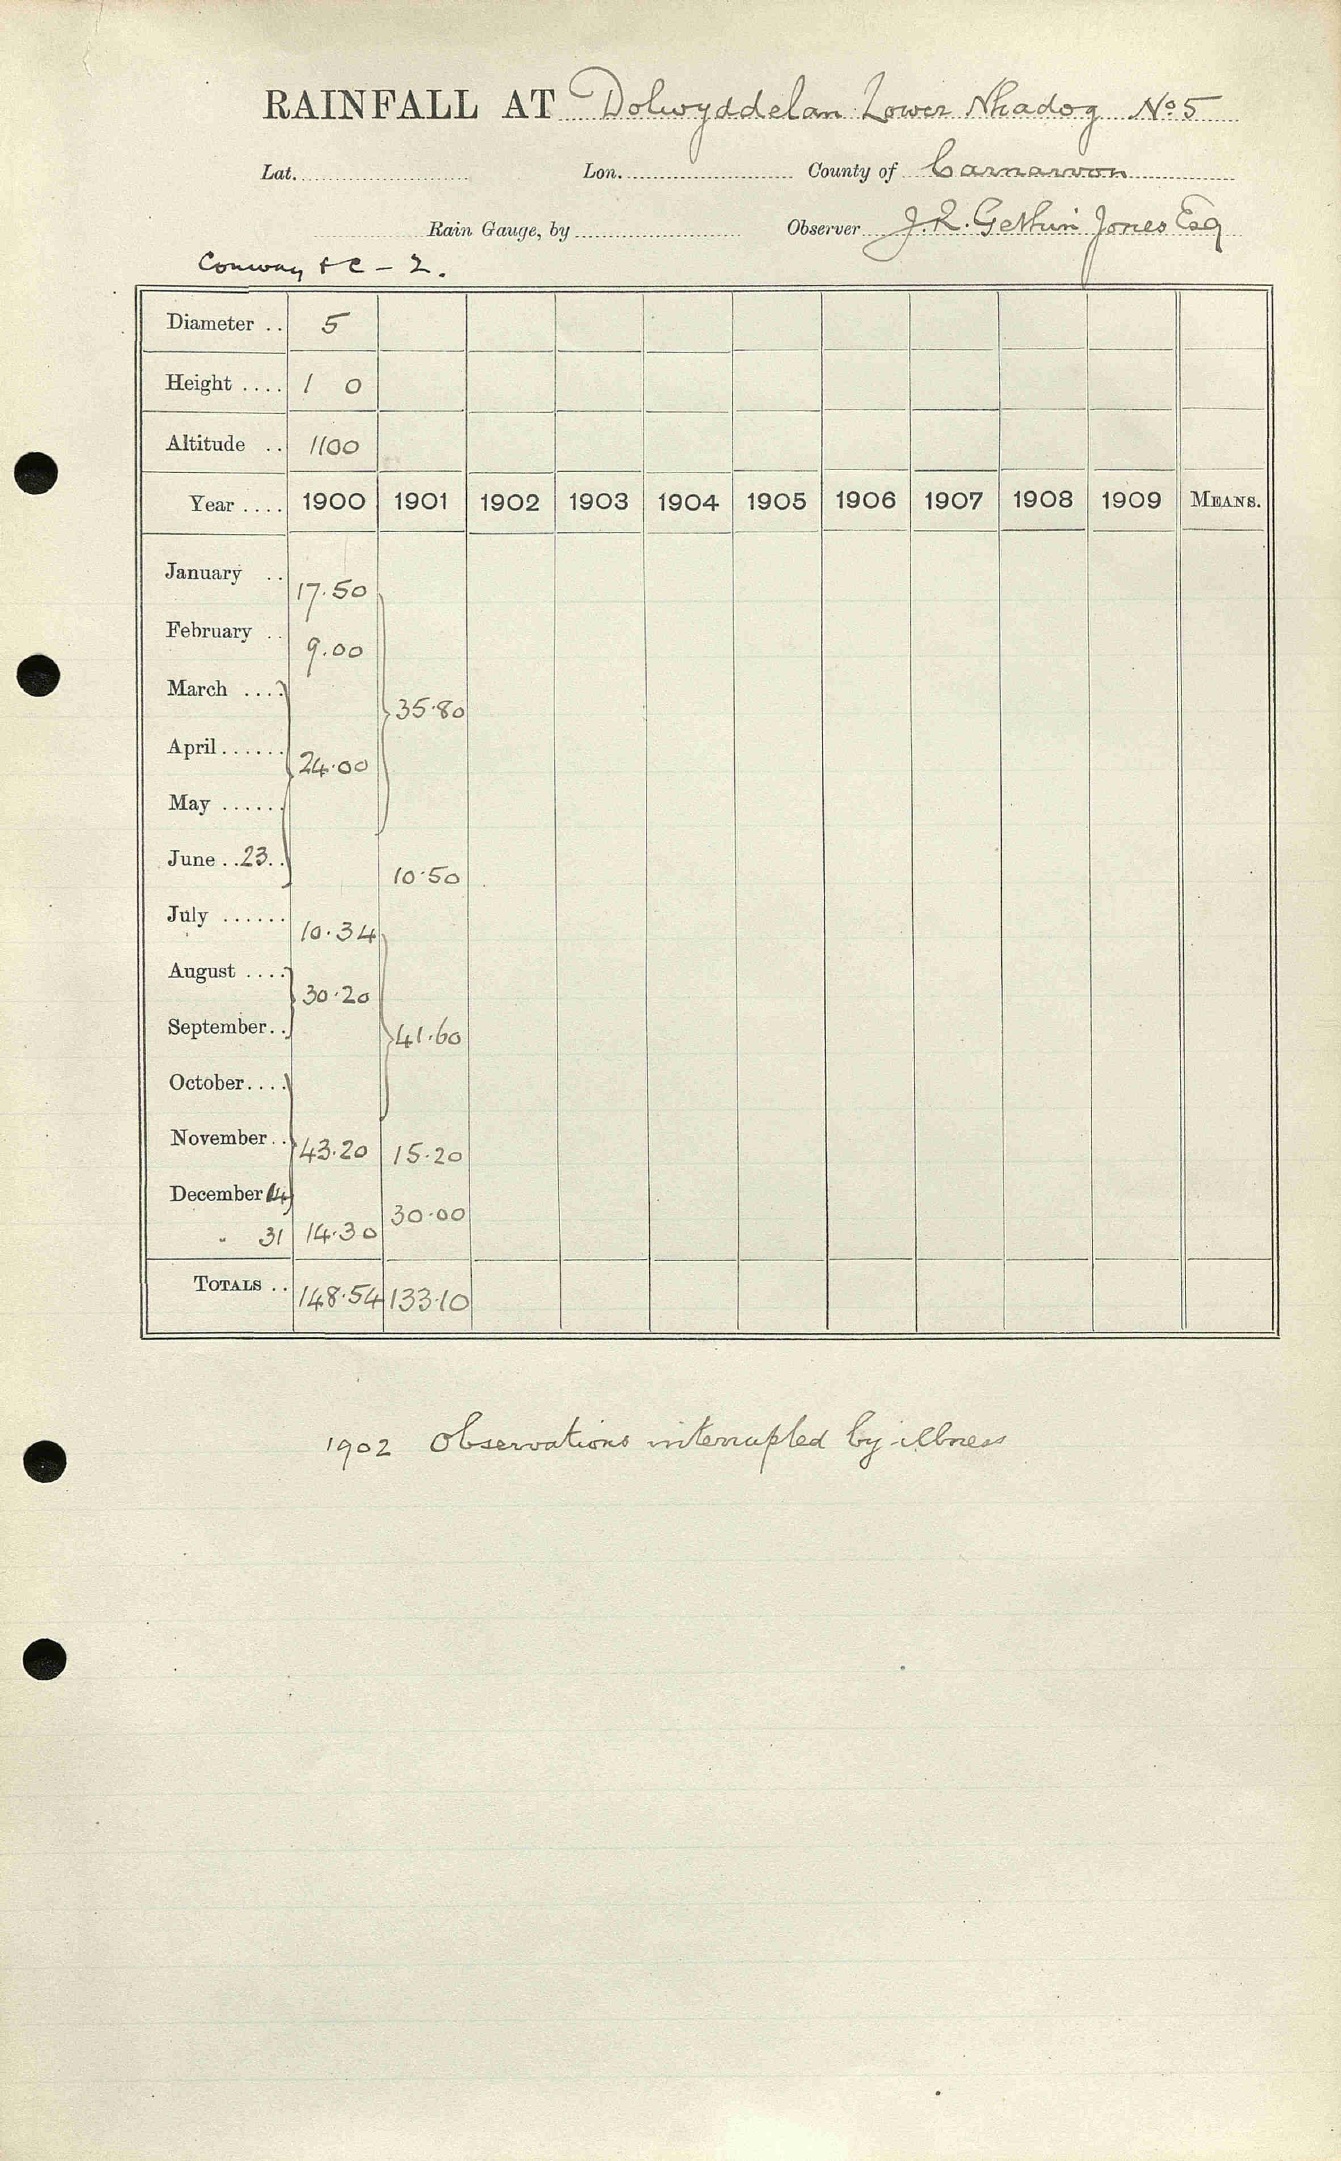 RAINFALL AT Dolwyddelan Lower Nhadog No 5
Lat. Lon. County of Carnarvon
Rain Gauge, by Observer J. R. Gethin Jones Esq
Conway &c – 2.
Diameter .. 5
Height .... 1 0
Altitude .. 1100
Year .... 1900 1901 1902 1903 1904 1905 1906 1907 1908 1909 MEANS.
January .. 17.50
February .. 9.00
March .... 35.80
April...... 24.00
May ......
June .. 23. . 10.50
July ...... 10.34
August .... 30.20
September.. 41.60
October....
November.. 43.20 15.20
December 14 30.00
" 31 14.30
TOTALS .. 148.54 133.10
1902 Observations interrupted by illness